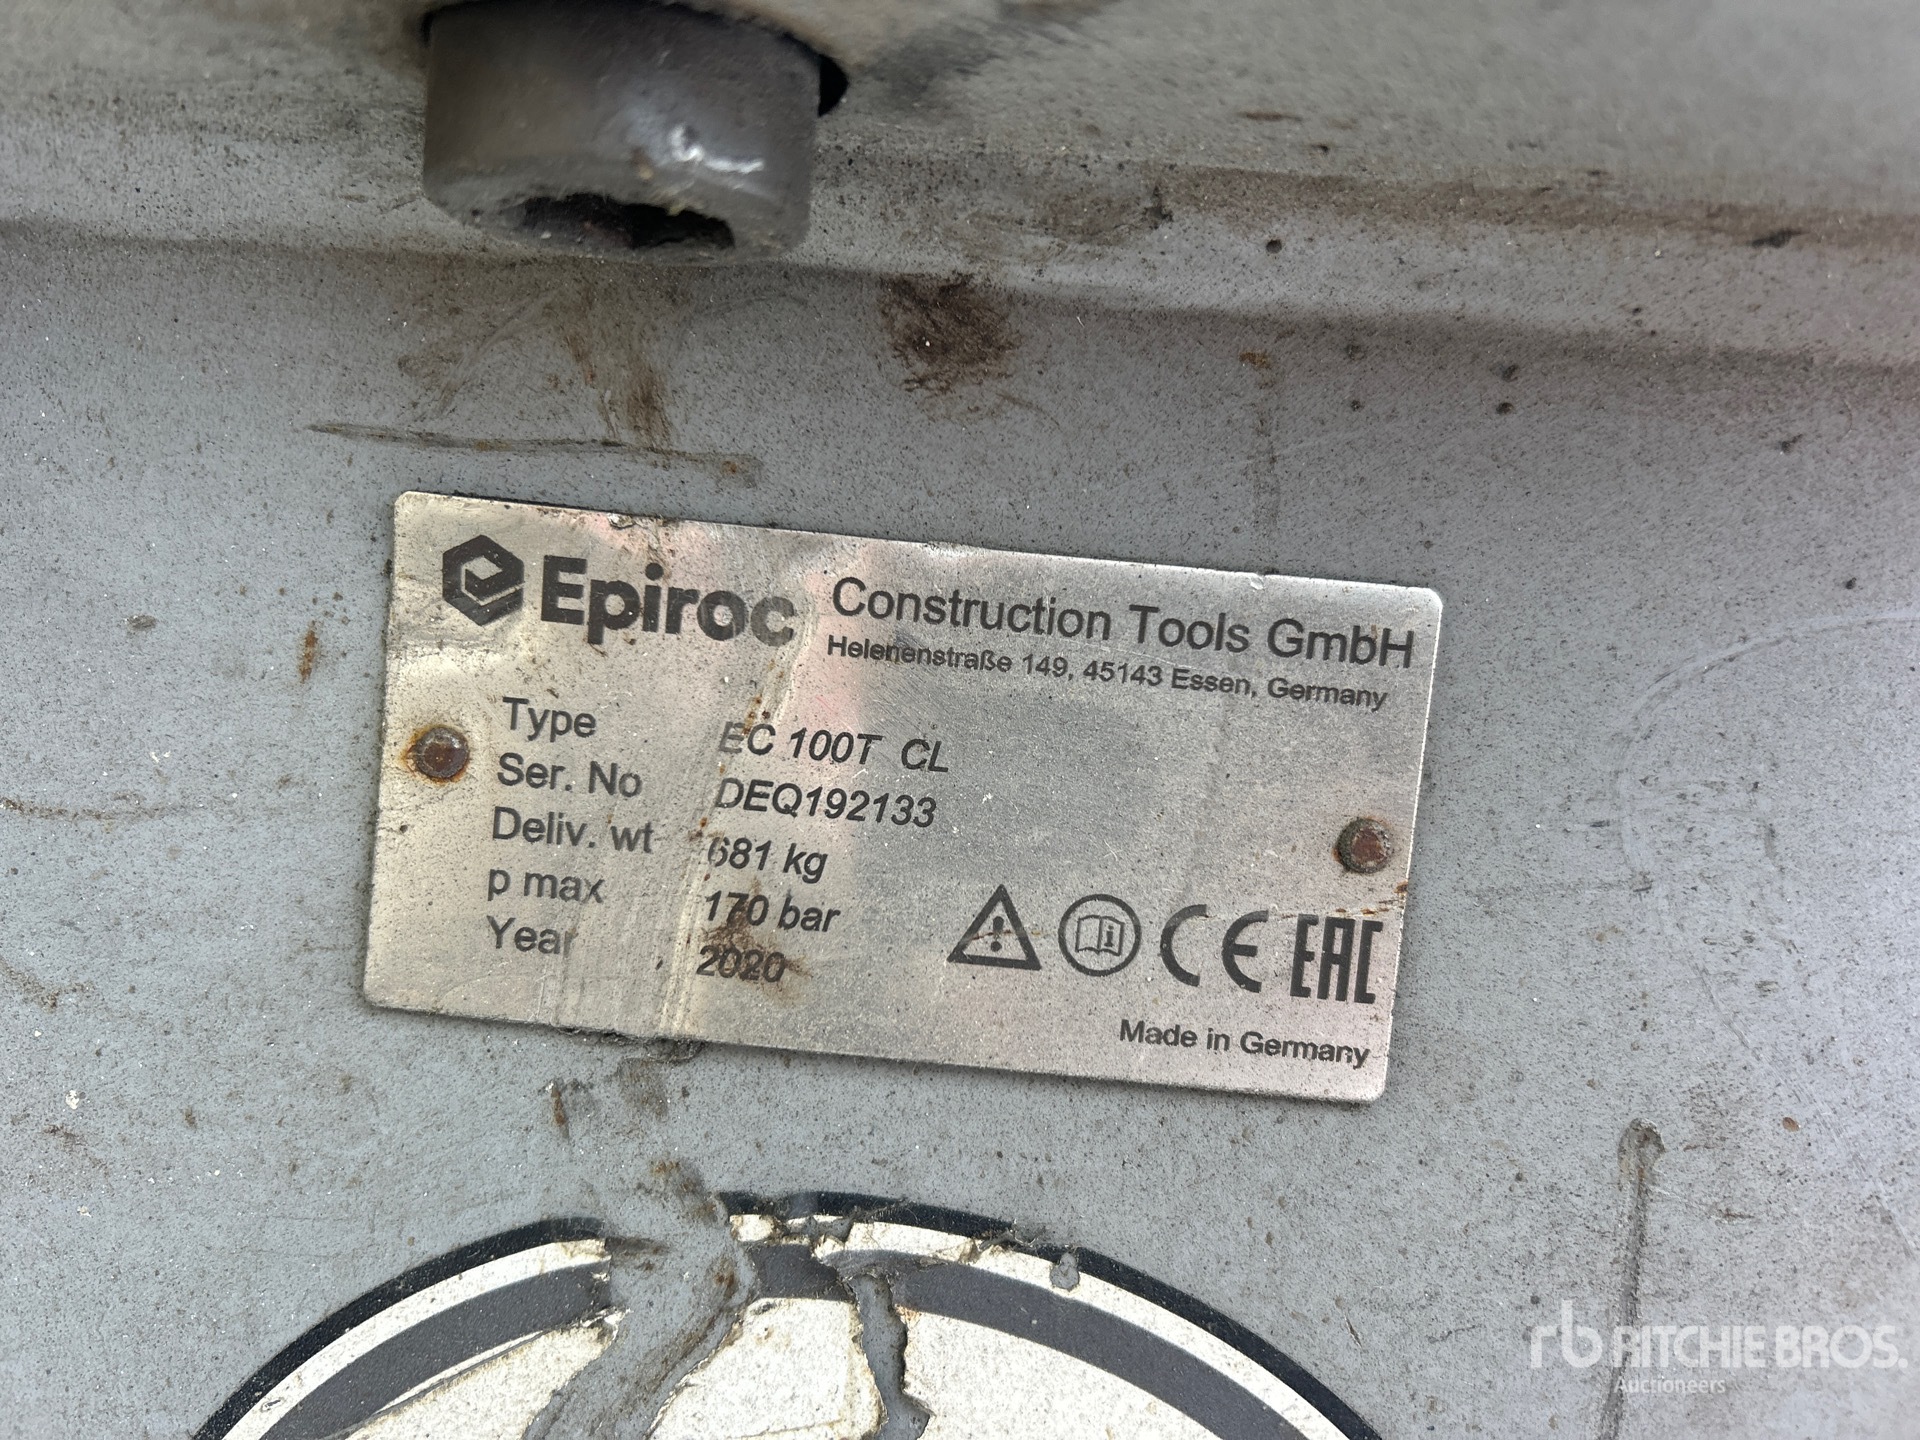 Epiroc Construction Tools GmbH
Helenenstraße 149, 45143 Essen, Germany
Type EC 100T CL
Ser. No DEQ192133
Deliv. wt 681 kg
p max 170 bar
Year 2020
CE EAC
Made in Germany
rb RITCHIE BROS.
Auctioneers